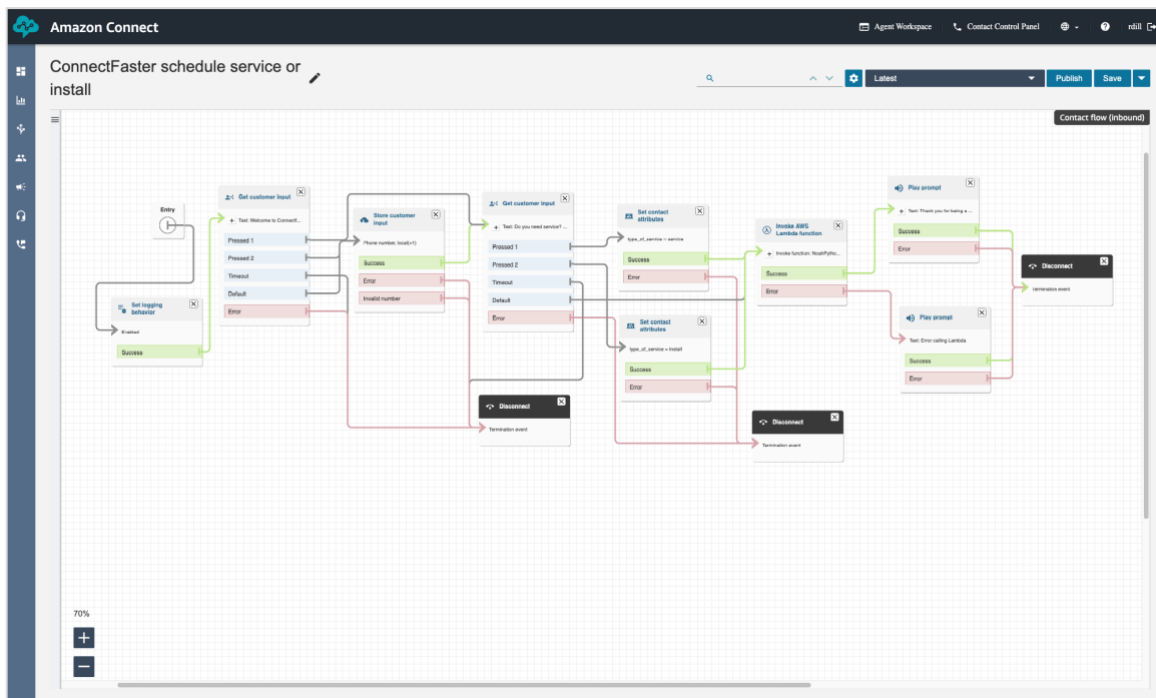 Amazon Connect
Agent Workspace
Contact Control Panel
rdill
ConnectFaster schedule service or
install
Latest
Publish
Save
Contact flow (inbound)
Entry
Set logging
behavior
Enabled
Success
Get customer input
Text: Welcome to Connect...
Pressed 1
Pressed 2
Timeout
Default
Error
Store customer
input
Phone number, local(+1)
Success
Error
Invalid number
Get customer input
Text: Do you need service? ...
Pressed 1
Pressed 2
Timeout
Default
Error
Disconnect
Termination event
Set contact
attributes
type_of_service = service
Success
Error
Set contact
attributes
type_of_service = install
Success
Error
Disconnect
Termination event
Invoke AWS
Lambda function
Invoke function: NoahPytho...
Success
Error
Play prompt
Text: Thank you for being a ...
Success
Error
Play prompt
Text: Error calling Lambda
Success
Error
Disconnect
Termination event
70%